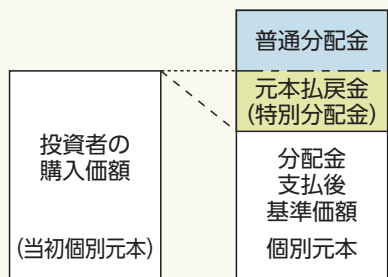 普通分配金
元本払戻金
(特別分配金)
投資者の
購入価額
(当初個別元本)
分配金
支払後
基準価額
個別元本